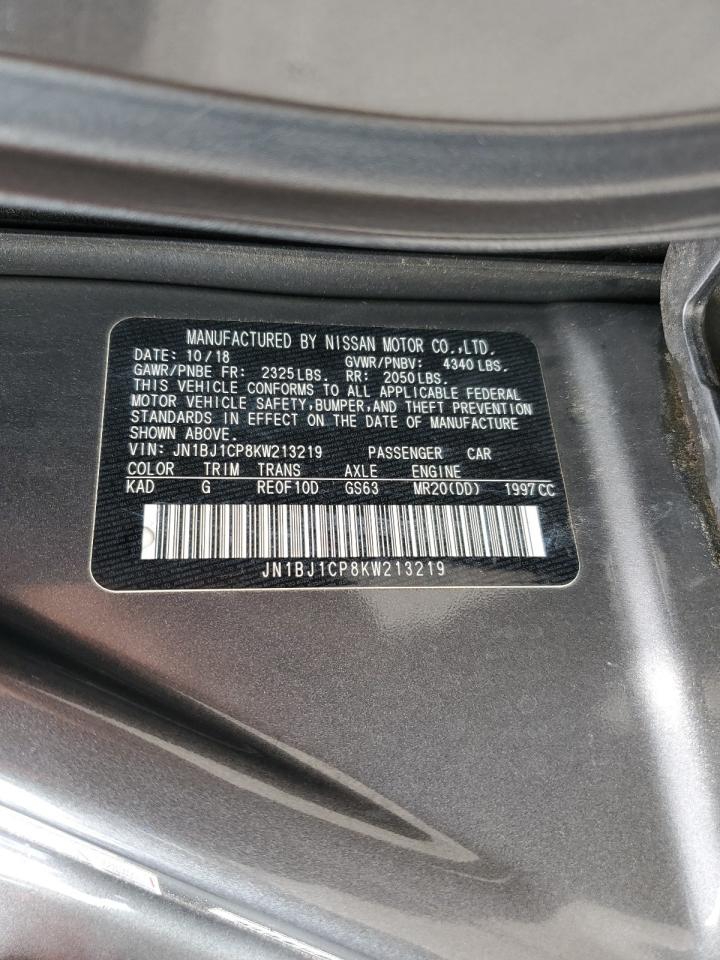 MANUFACTURED BY NISSAN MOTOR CO.,LTD.
DATE: 10/18 GVWR/PNBV: 4340 LBS.
GAWR/PNBE FR: 2325 LBS. RR: 2050 LBS.
THIS VEHICLE CONFORMS TO ALL APPLICABLE FEDERAL
MOTOR VEHICLE SAFETY,BUMPER,AND THEFT PREVENTION
STANDARDS IN EFFECT ON THE DATE OF MANUFACTURE
SHOWN ABOVE.
VIN: JN1BJ1CP8KW213219 PASSENGER CAR
COLOR TRIM TRANS AXLE ENGINE
KAD G RE0F10D GS63 MR20(DD) 1997CC
JN1BJ1CP8KW213219